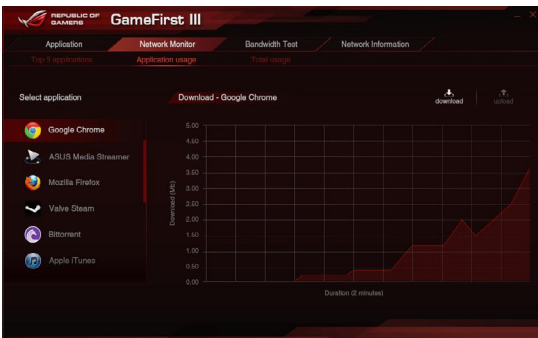 REPUBLIC OF
GAMERS
GameFirst III
Application
Network Monitor
Bandwidth Test
Network Information
Top 5 applications
Application usage
Total usage
Select application
Download - Google Chrome
download
upload
Google Chrome
ASUS Media Streamer
Mozilla Firefox
Valve Steam
Bittorrent
Apple iTunes
Download (Mb)
5.00
4.50
4.00
3.50
3.00
2.50
2.00
1.50
1.00
0.50
0.00
Duration (2 minutes)